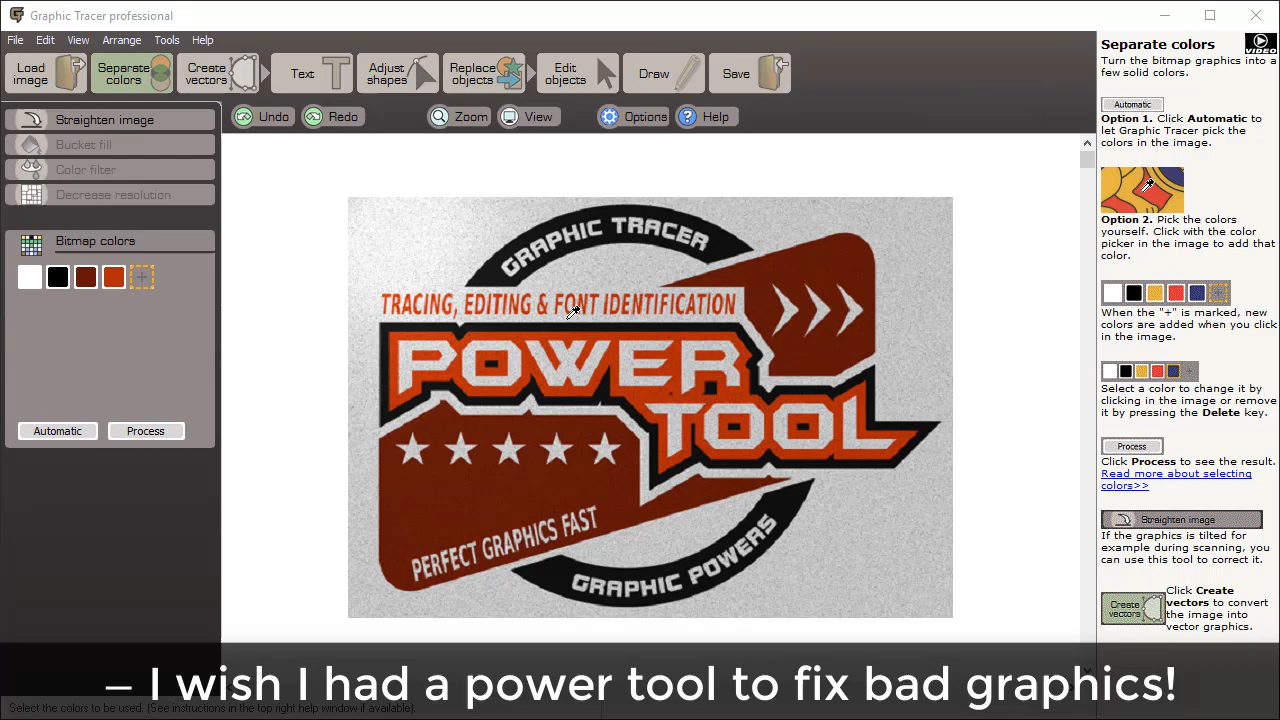 Graphic Tracer professional
File Edit View Arrange Tools Help
Load image
Separate colors
Create vectors
Text
Adjust shapes
Replace objects
Edit objects
Draw
Save
Undo Redo Zoom View Options Help
Straighten image
Bucket fill
Color filter
Decrease resolution
Bitmap colors
Automatic Process
GRAPHIC TRACER
TRACING, EDITING & FONT IDENTIFICATION
POWER
TOOL
PERFECT GRAPHICS FAST
GRAPHIC POWERS
Separate colors
VIDEO
Turn the bitmap graphics into a
few solid colors.
Automatic
Option 1. Click Automatic to
let Graphic Tracer pick the
colors in the image.
Option 2. Pick the colors
yourself. Click with the color
picker in the image to add that
color.
When the "+" is marked, new
colors are added when you click
in the image.
Select a color to change it by
clicking in the image or remove
it by pressing the Delete key.
Process
Click Process to see the result.
Read more about selecting
colors>>
Straighten image
If the graphics is tilted for
example during scanning, you
can use this tool to correct it.
Create vectors
Click Create
vectors to convert
the image into
vector graphics.
– I wish I had a power tool to fix bad graphics!
Select the colors to be used. (See instructions in the top right help window if available).